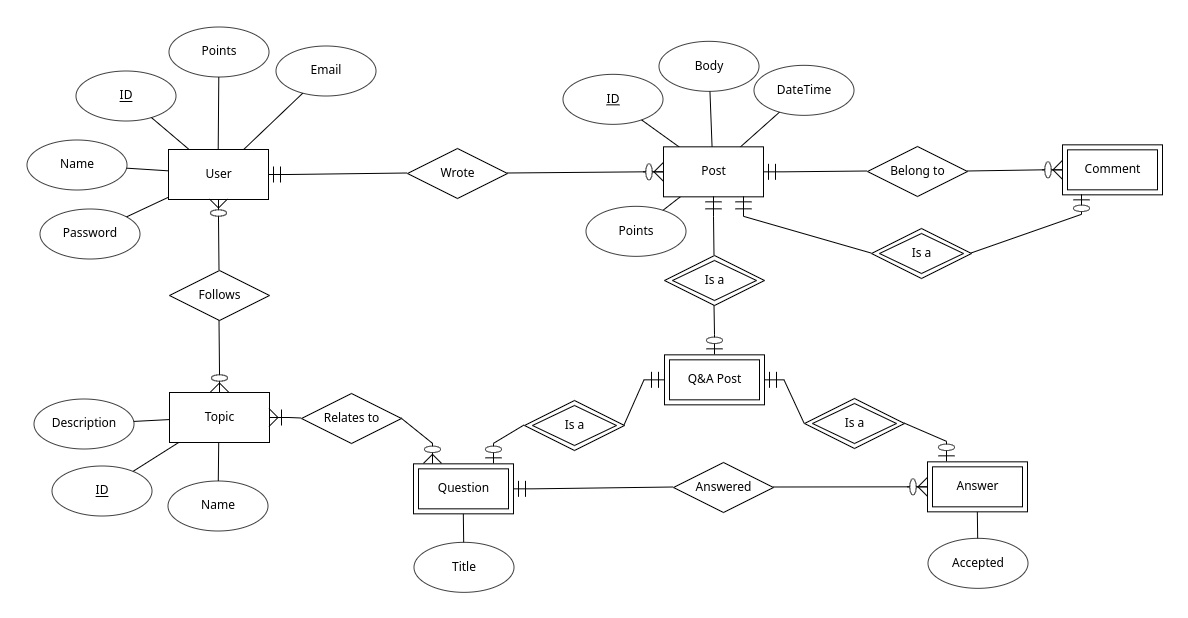 Points
Email
ID
Name
User
Password
Body
DateTime
ID
Wrote
Post
Belong to
Comment
Points
Is a
Is a
Follows
Q&A Post
Description
Topic
Relates to
Is a
Is a
ID
Name
Question
Answered
Answer
Title
Accepted